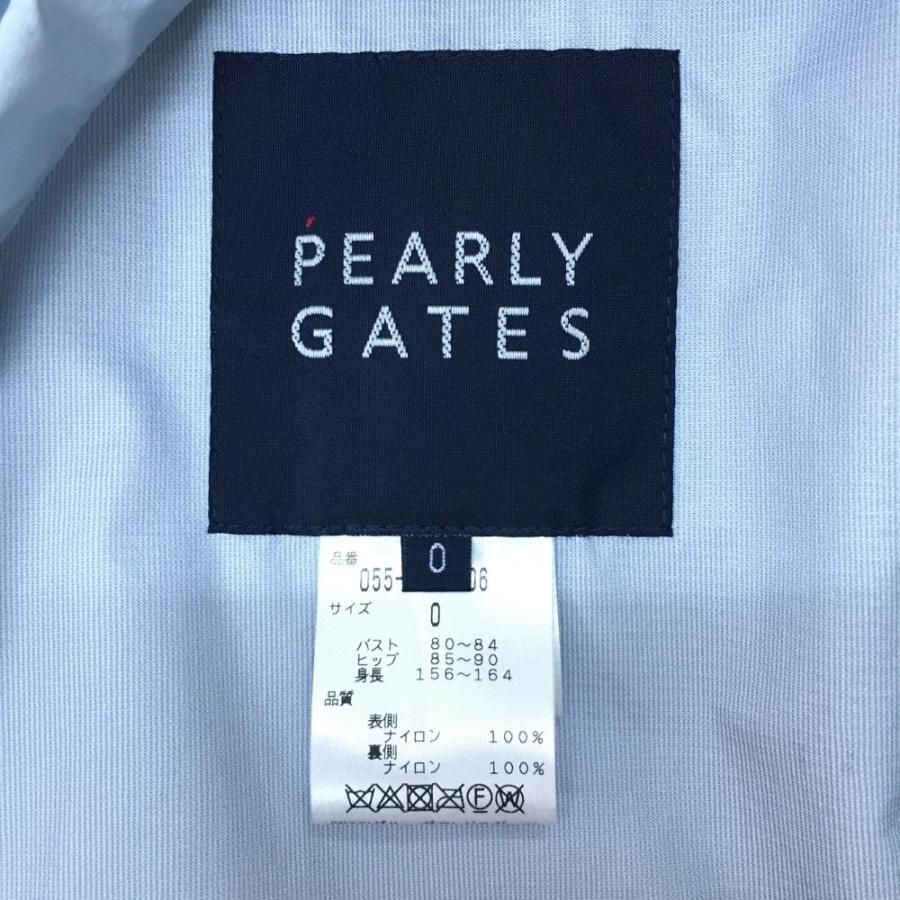 PEARLY
GATES
0
品番
055- 06
サイズ
0
バスト 80〜84
ヒップ 85〜90
身長 156〜164
品質
表側
ナイロン 100%
裏側
ナイロン 100%
F W